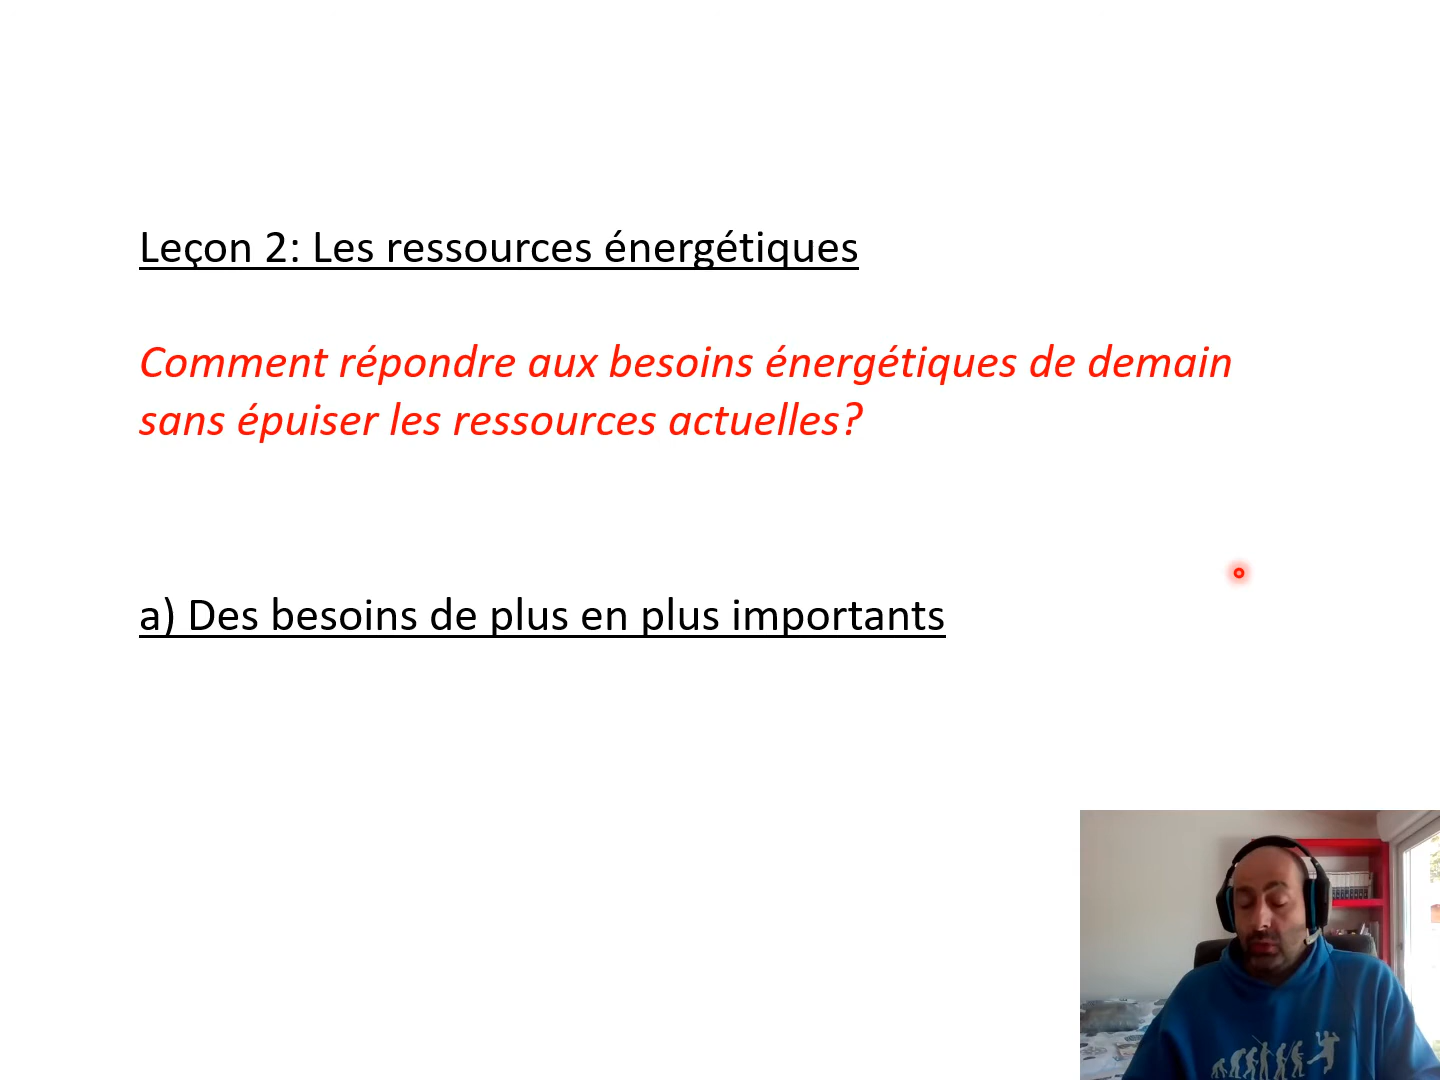 Leçon 2: Les ressources énergétiques
Comment répondre aux besoins énergétiques de demain
sans épuiser les ressources actuelles?
a) Des besoins de plus en plus importants